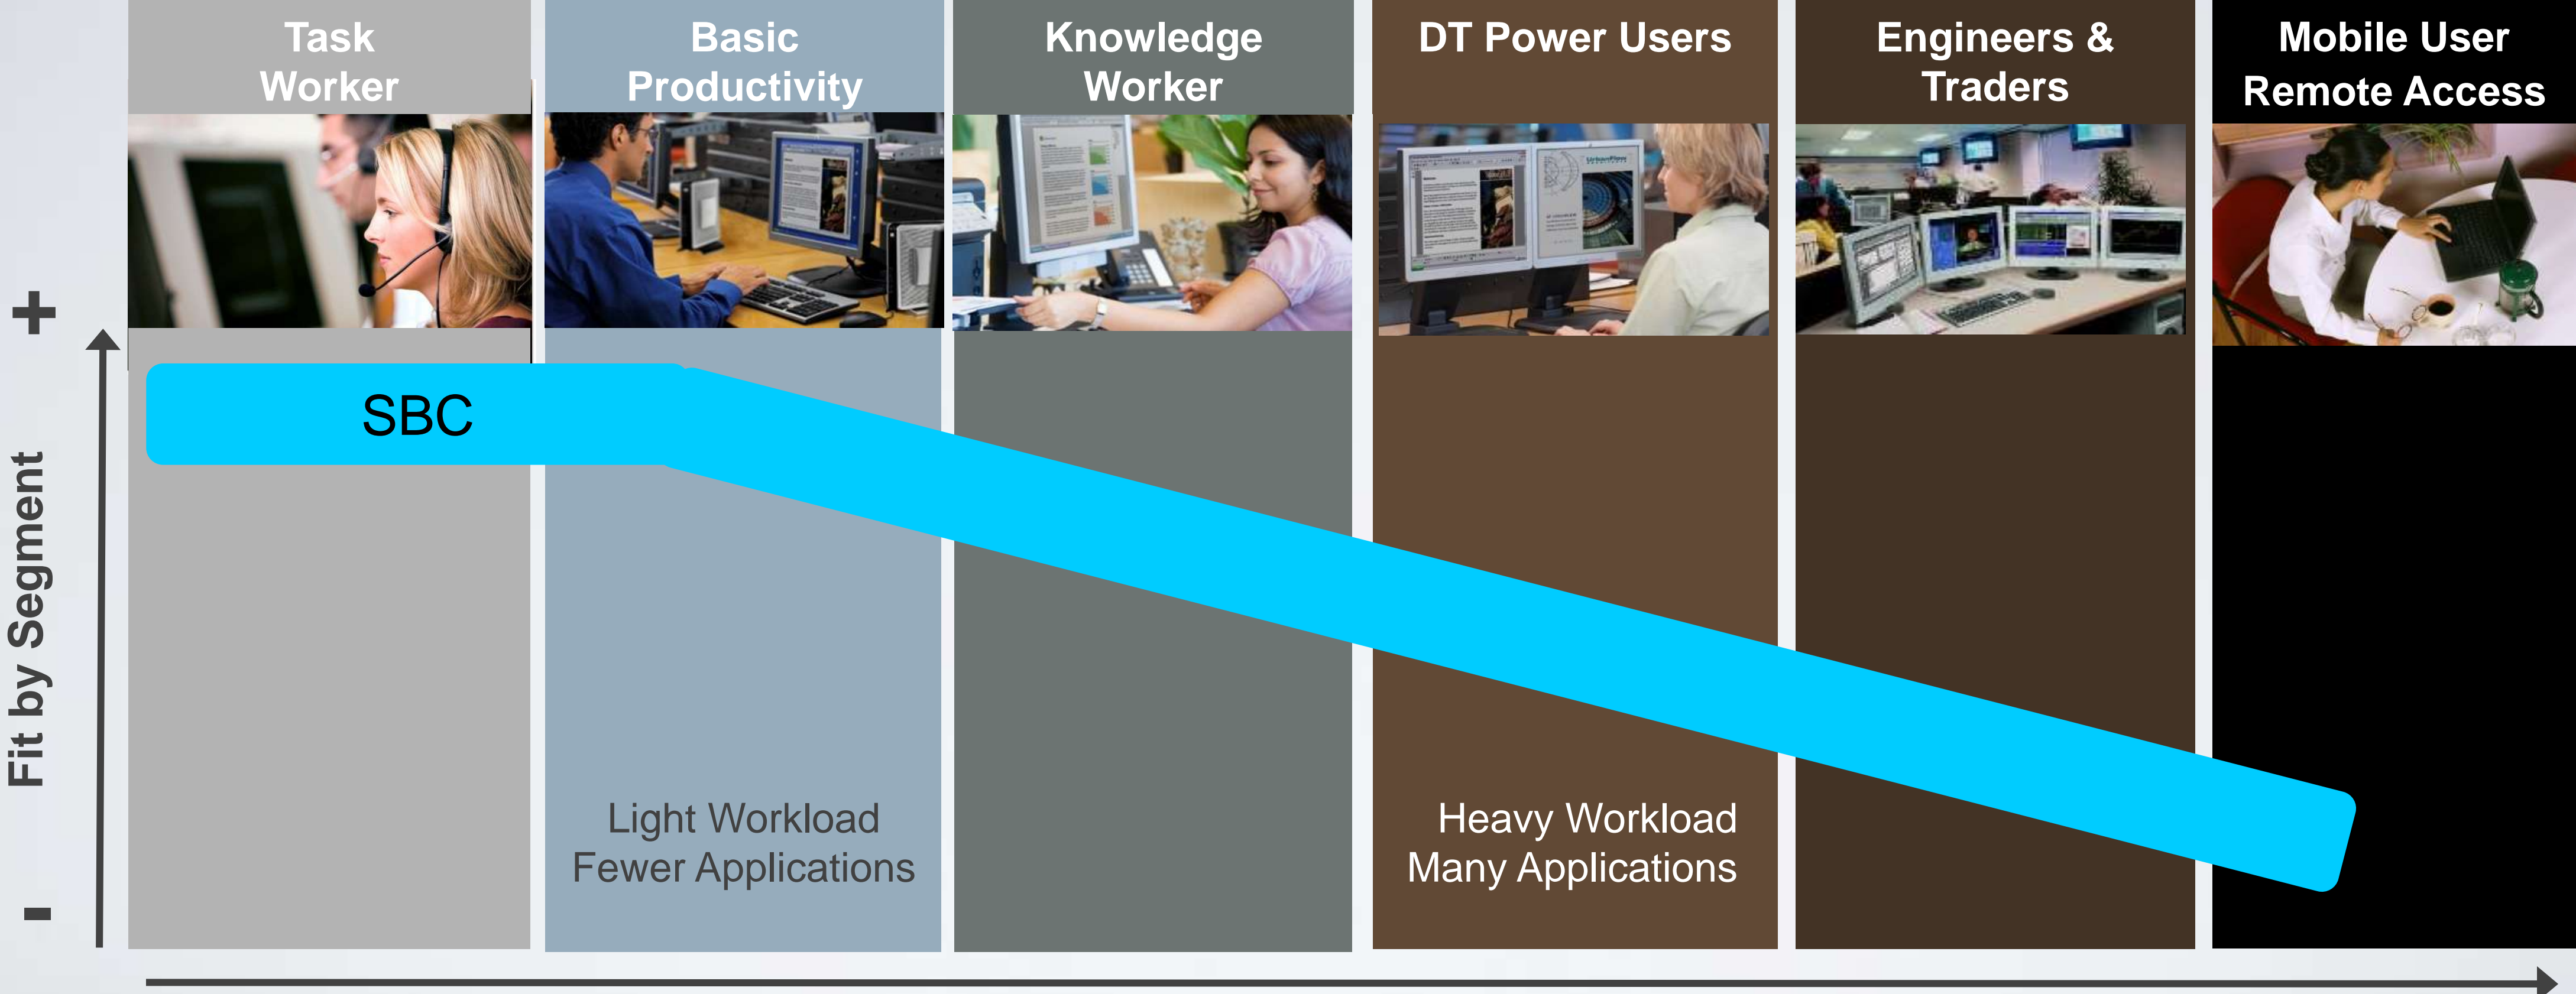 Task
Worker
Basic
Productivity
Knowledge
Worker
DT Power Users
Engineers &
Traders
Mobile User
Remote Access
+
Fit by Segment
-
SBC
Light Workload
Fewer Applications
Heavy Workload
Many Applications